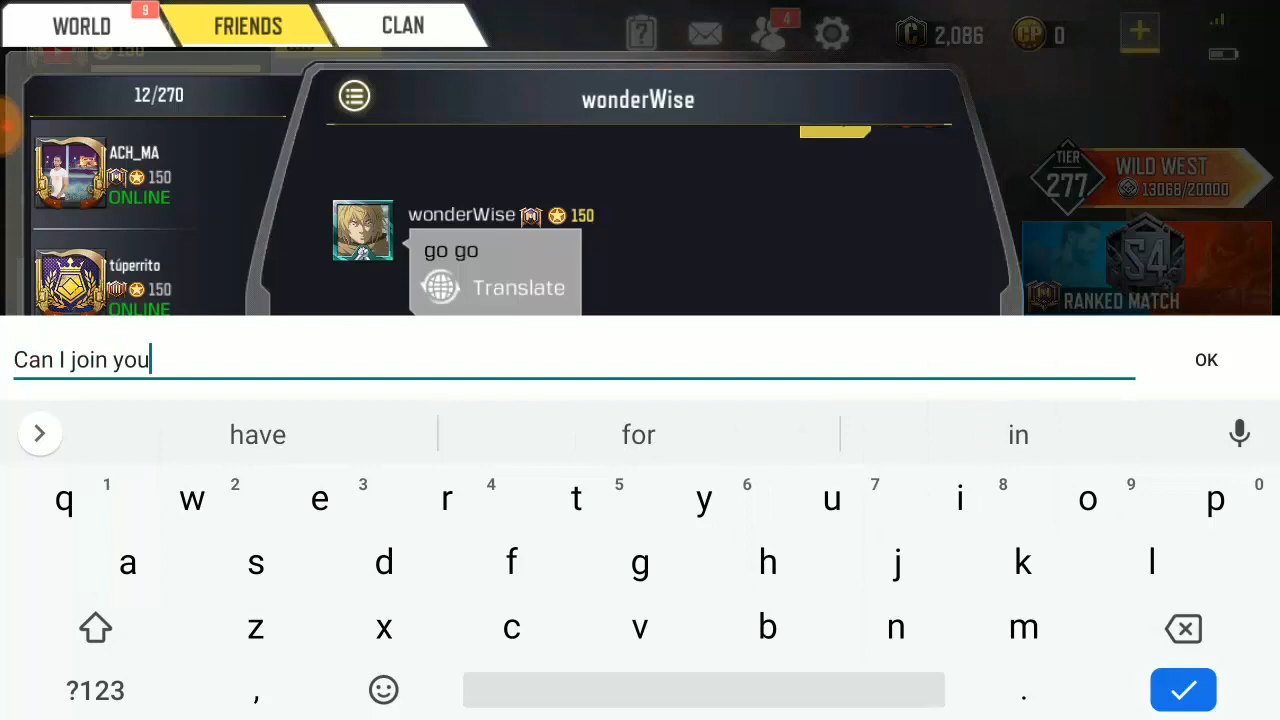 WORLD
9
FRIENDS
CLAN
4
C 2,086
CP 0
+
12/270
wonderWise
ACH_MA
150
ONLINE
túperrito
150
ONLINE
wonderWise 150
go go
Translate
TIER
277
WILD WEST
13068/20000
S4
RANKED MATCH
Can I join you
OK
have for in
q 1 w 2 e 3 r 4 t 5 y 6 u 7 i 8 o 9 p 0
a s d f g h j k l
z x c v b n m
?123 , .